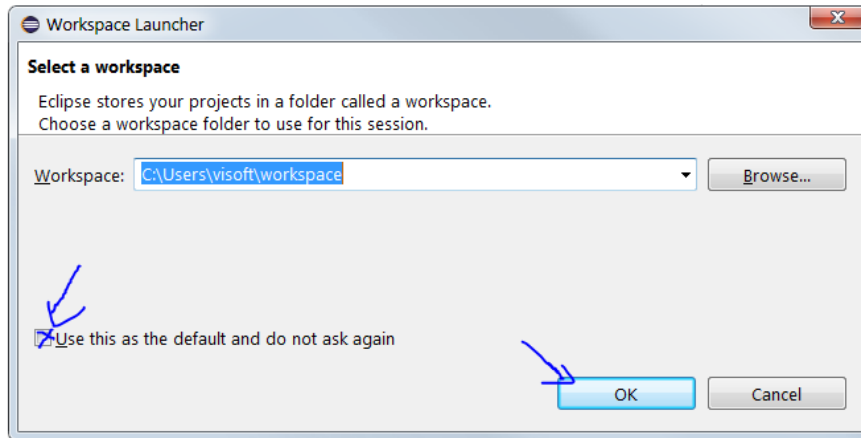 Workspace Launcher
Select a workspace
Eclipse stores your projects in a folder called a workspace.
Choose a workspace folder to use for this session.
Workspace: C:\Users\visoft\workspace Browse...
Use this as the default and do not ask again
OK Cancel